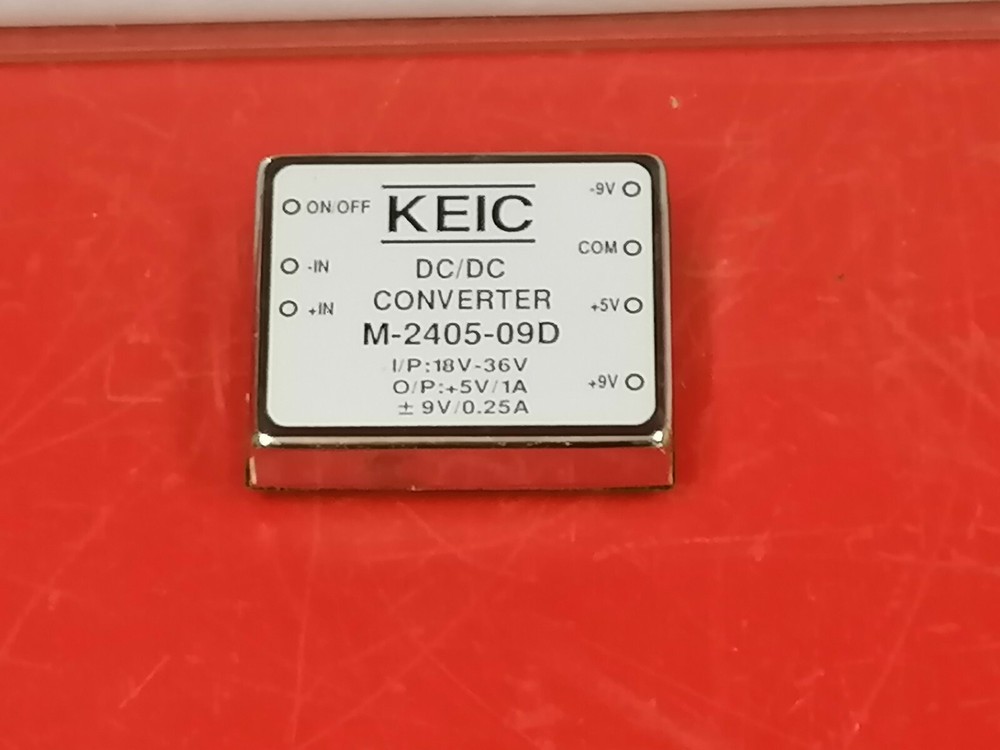 KEIC
DC/DC
CONVERTER
M-2405-09D
I/P:18V-36V
O/P:+5V/1A
± 9V/0.25A
ON/OFF
-IN
+IN
-9V
COM
+5V
+9V